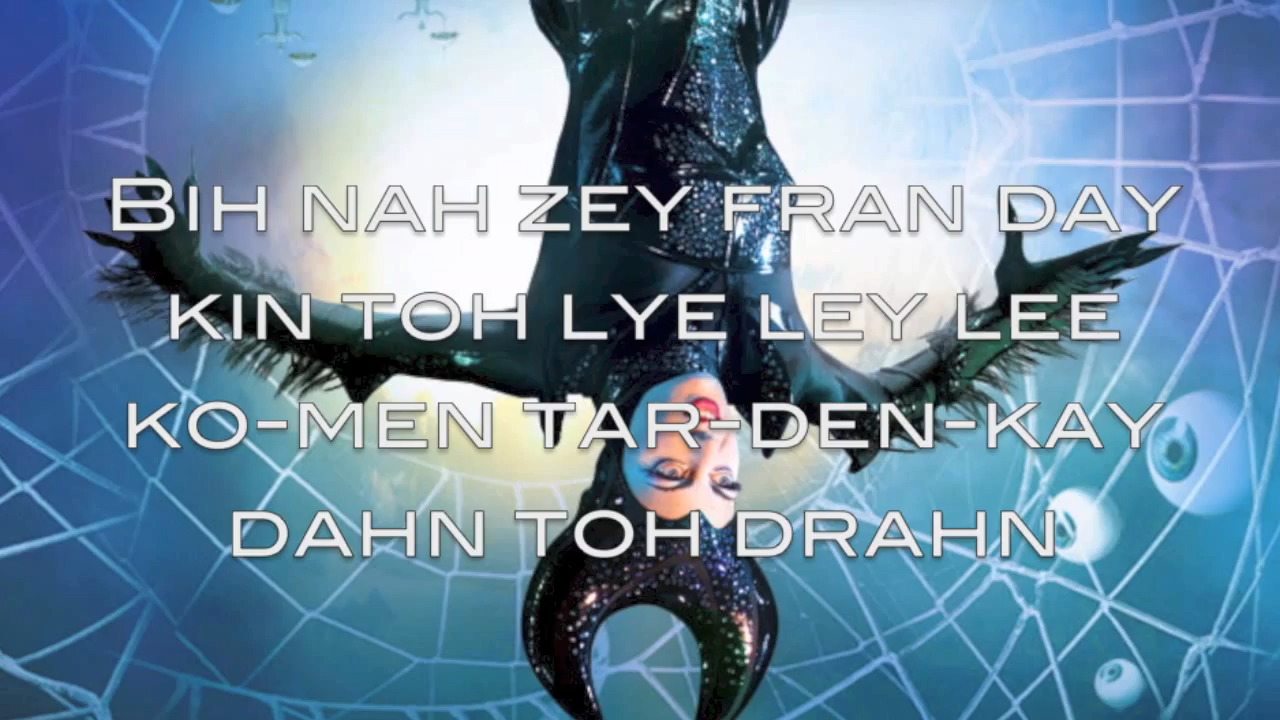 Bih nah zey fran day
kin toh Lye ley lee
ko-men tar-den-kay
dahn toh drahn